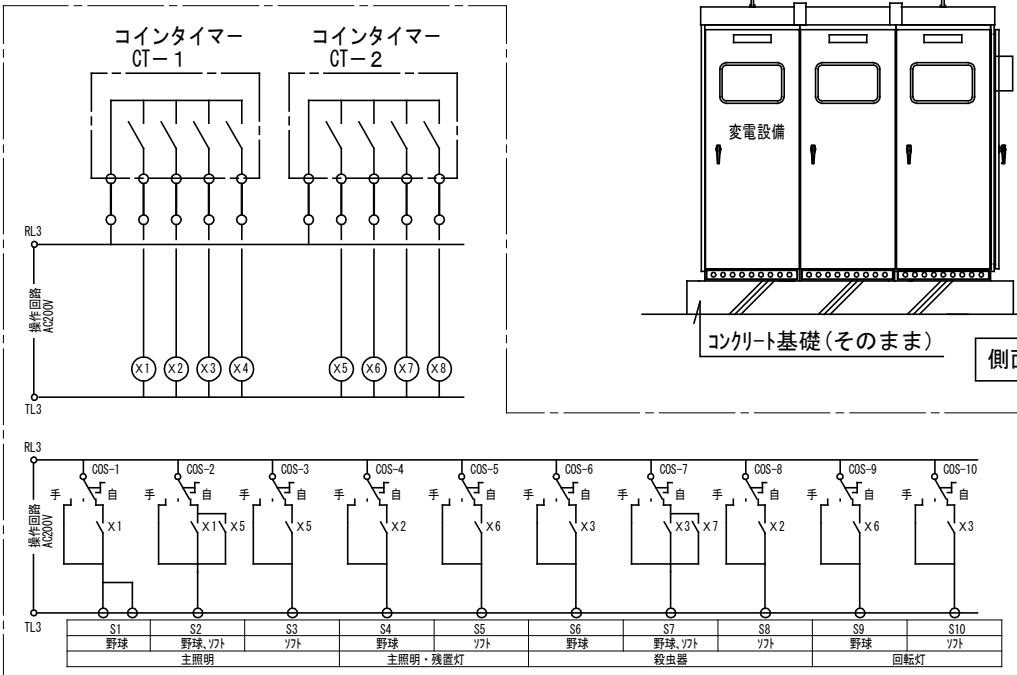 コインタイマー コインタイマー
CT－1 CT－2
変電設備
RL3
操作回路
AC200V
X1 X2 X3 X4 X5 X6 X7 X8
TL3
コンクリート基礎(そのまま)
側面
RL3
COS-1 COS-2 COS-3 COS-4 COS-5 COS-6 COS-7 COS-8 COS-9 COS-10
手 自 手 自 手 自 手 自 手 自 手 自 手 自 手 自 手 自 手 自
操作回路
AC200V
X1 X1 X5 X5 X2 X6 X3 X3 X7 X2 X6 X3
TL3
S1 S2 S3 S4 S5 S6 S7 S8 S9 S10
野球 野球、ソフト ソフト 野球 ソフト 野球 野球、ソフト ソフト 野球 ソフト
主照明 主照明・残置灯 殺虫器 回転灯